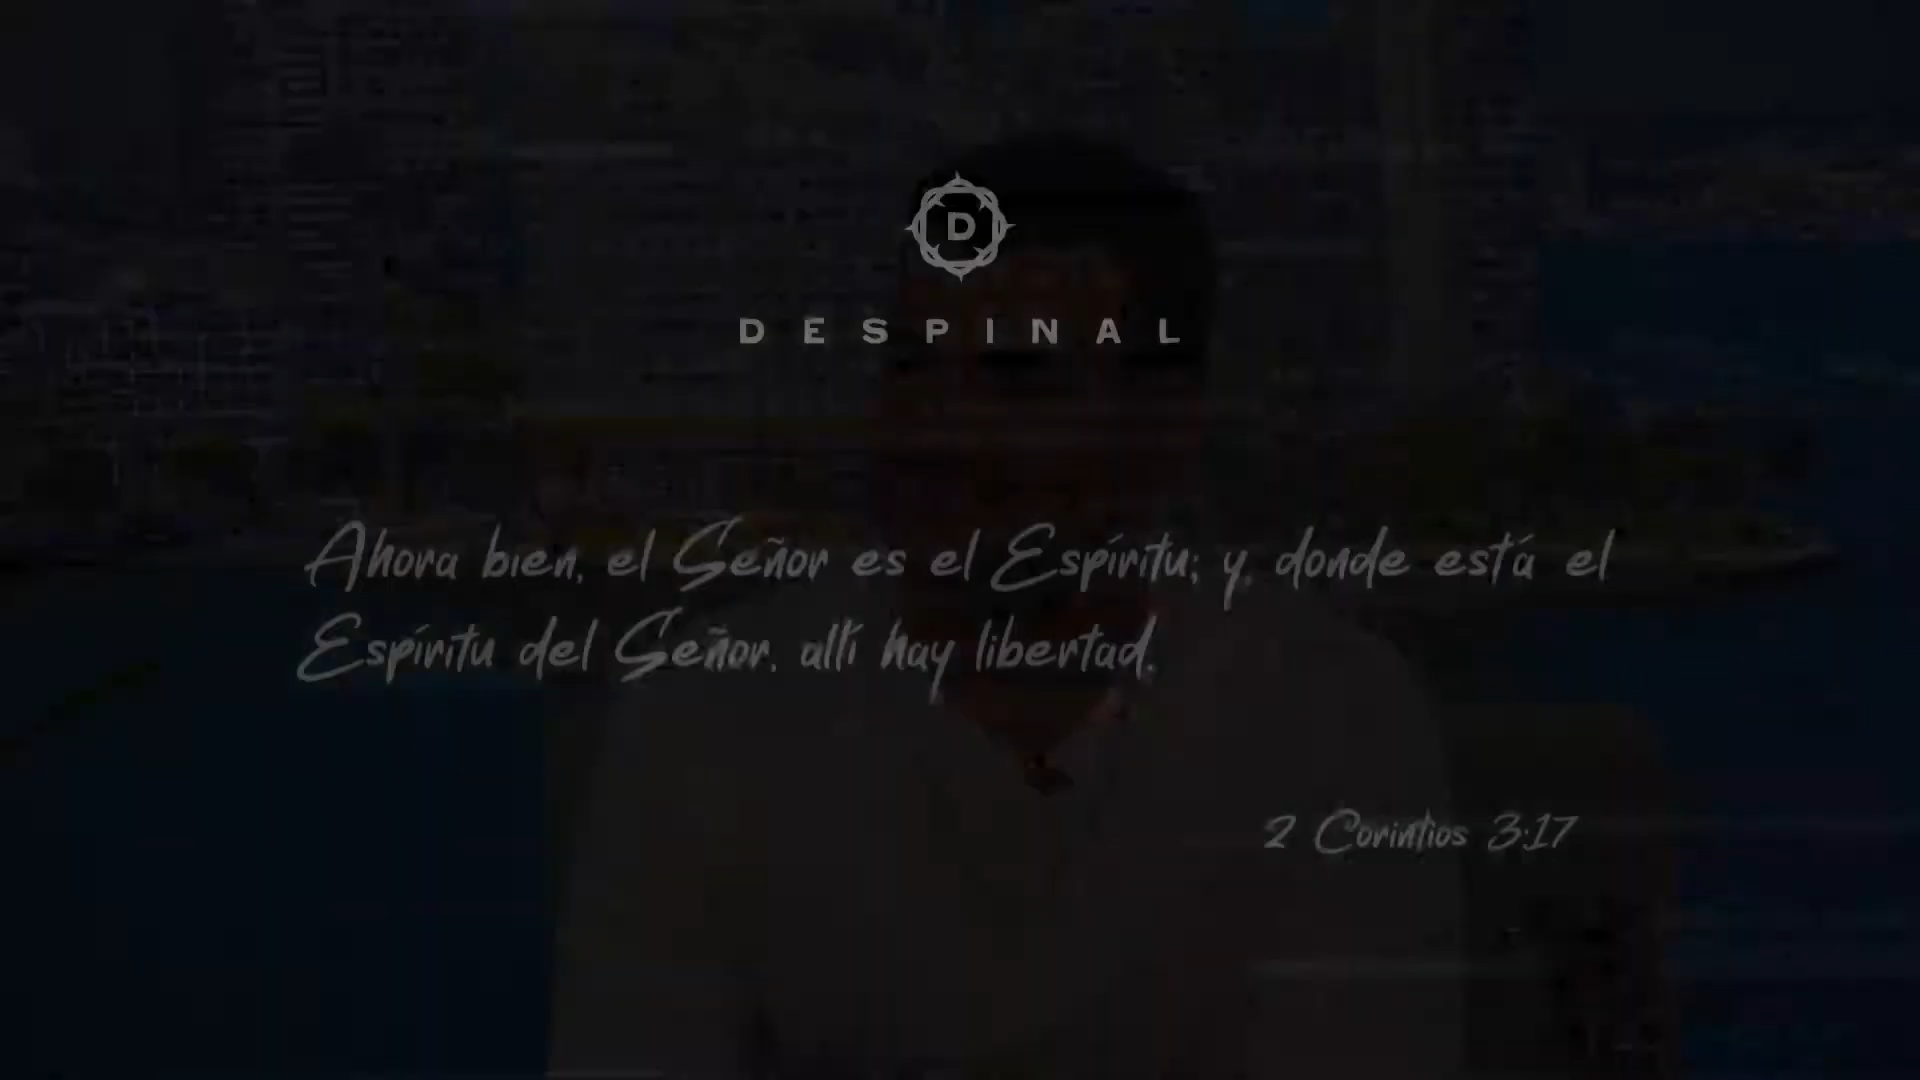 D
DESPINAL
Ahora bien, el Señor es el Espíritu; y, donde está el
Espíritu del Señor, allí hay libertad.
2 Corintios 3:17